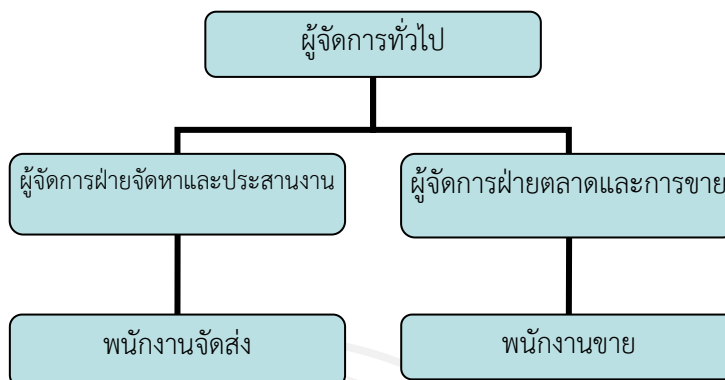 ผู้จัดการทั่วไป
ผู้จัดการฝ่ายจัดหาและประสานงาน
ผู้จัดการฝ่ายตลาดและการขาย
พนักงานจัดส่ง
พนักงานขาย